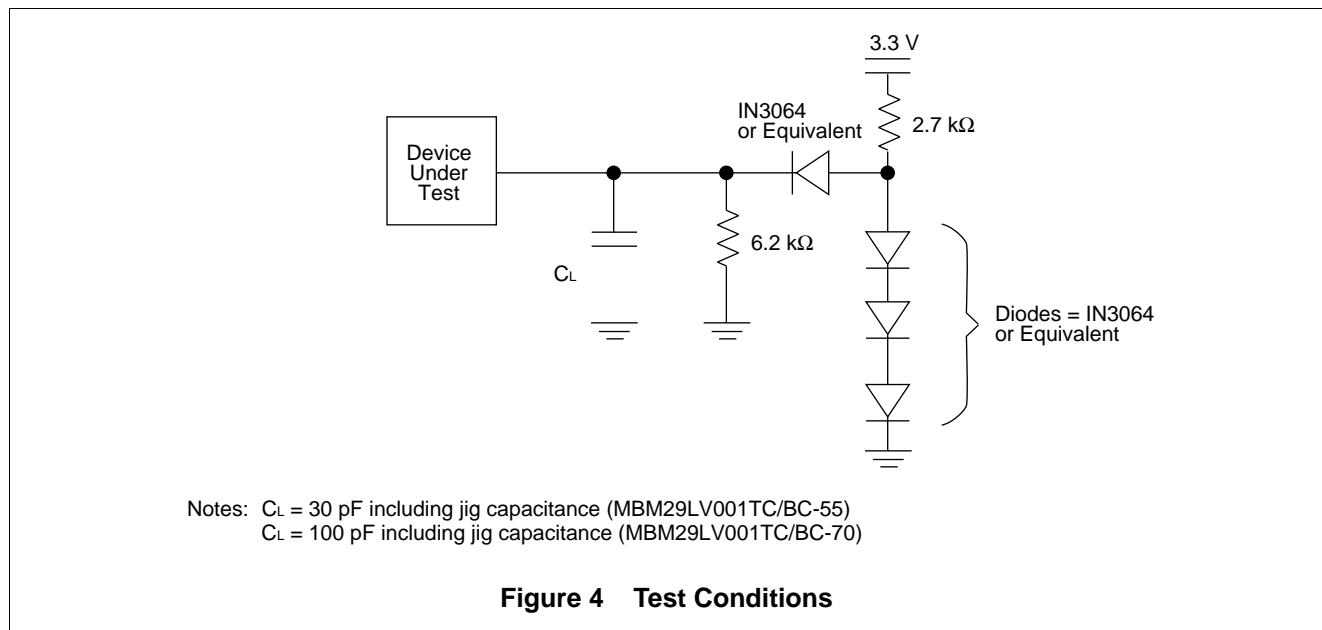 3.3 V
IN3064
or Equivalent
2.7 kΩ
Device
Under
Test
6.2 kΩ
CL
Diodes = IN3064
or Equivalent
Notes: CL = 30 pF including jig capacitance (MBM29LV001TC/BC-55)
CL = 100 pF including jig capacitance (MBM29LV001TC/BC-70)
Figure 4 Test Conditions